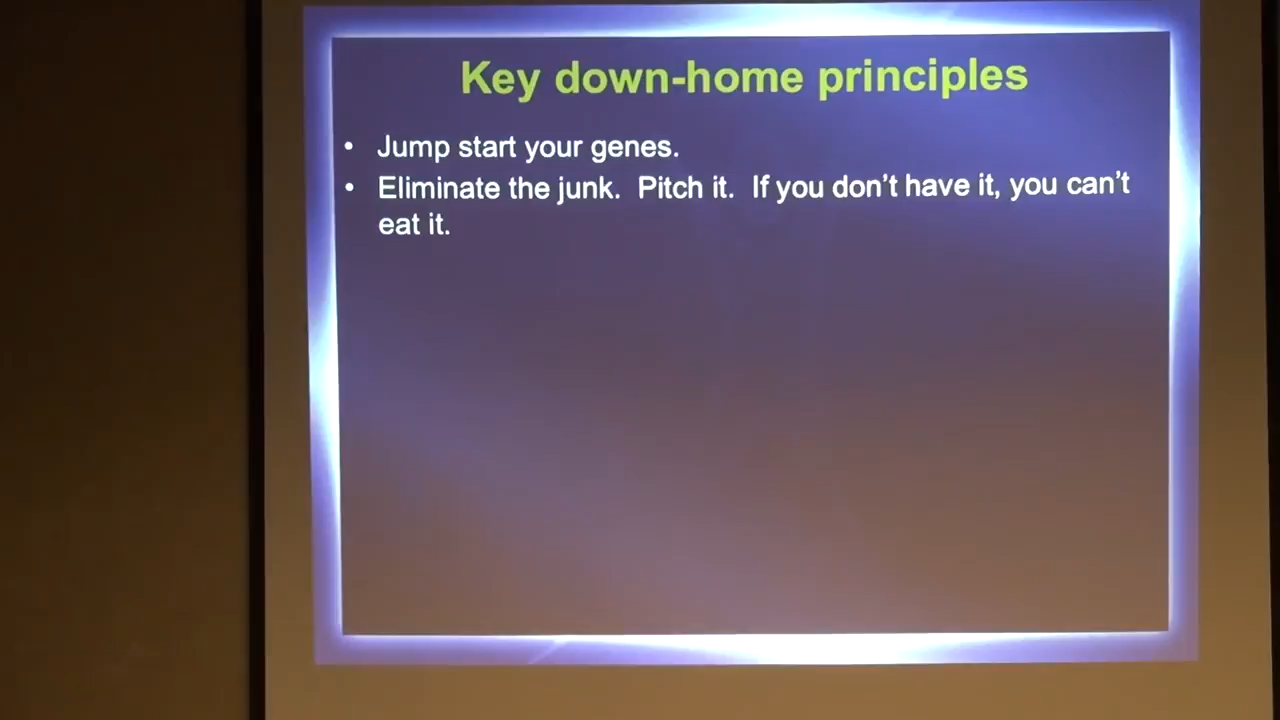 Key down-home principles
• Jump start your genes.
• Eliminate the junk.  Pitch it.  If you don't have it, you can't
eat it.